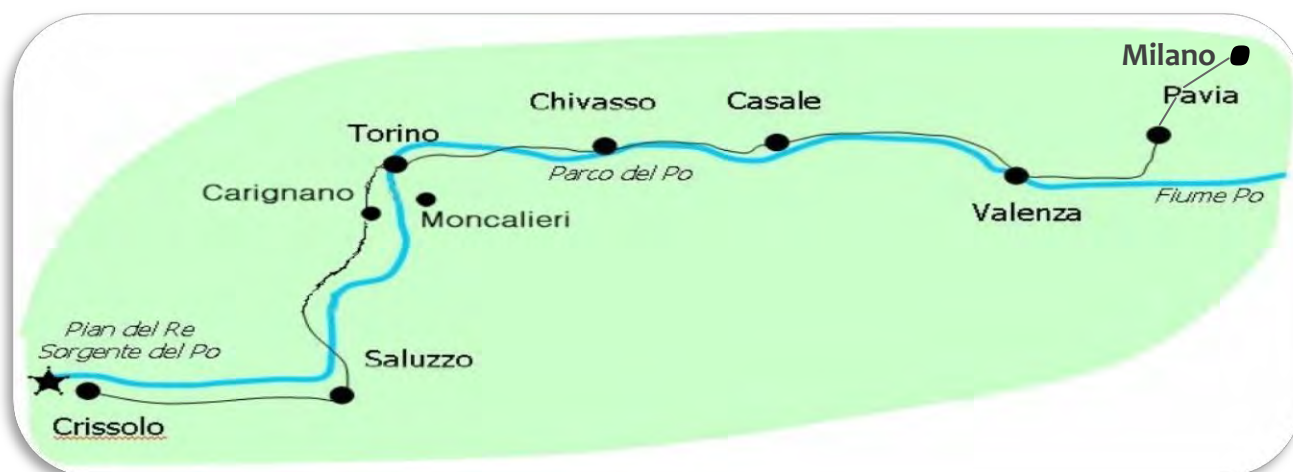 Milano
Pavia
Chivasso
Casale
Torino
Parco del Po
Carignano
Moncalieri
Valenza
Fiume Po
Pian del Re
Sorgente del Po
Saluzzo
Crissolo